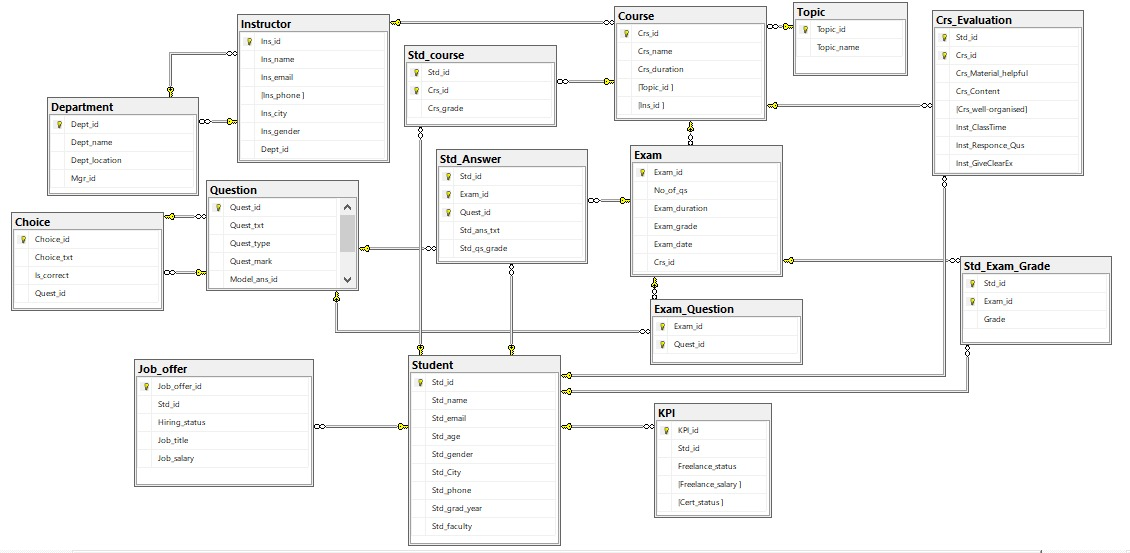 Instructor
Ins_id
Ins_name
Ins_email
[Ins_phone ]
Ins_city
Ins_gender
Dept_id
Course
Crs_id
Crs_name
Crs_duration
[Topic_id ]
[Ins_id ]
Topic
Topic_id
Topic_name
Crs_Evaluation
Std_id
Crs_id
Crs_Material_helpful
Crs_Content
[Crs_well-organised]
Inst_ClassTime
Inst_Responce_Qus
Inst_GiveClearEx
Std_course
Std_id
Crs_id
Crs_grade
Department
Dept_id
Dept_name
Dept_location
Mgr_id
Std_Answer
Std_id
Exam_id
Quest_id
Std_ans_txt
Std_qs_grade
Exam
Exam_id
No_of_qs
Exam_duration
Exam_grade
Exam_date
Crs_id
Question
Quest_id
Quest_txt
Quest_type
Quest_mark
Model_ans_id
Choice
Choice_id
Choice_txt
Is_correct
Quest_id
Std_Exam_Grade
Std_id
Exam_id
Grade
Exam_Question
Exam_id
Quest_id
Job_offer
Job_offer_id
Std_id
Hiring_status
Job_title
Job_salary
Student
Std_id
Std_name
Std_email
Std_age
Std_gender
Std_City
Std_phone
Std_grad_year
Std_faculty
KPI
KPI_id
Std_id
Freelance_status
[Freelance_salary ]
[Cert_status ]